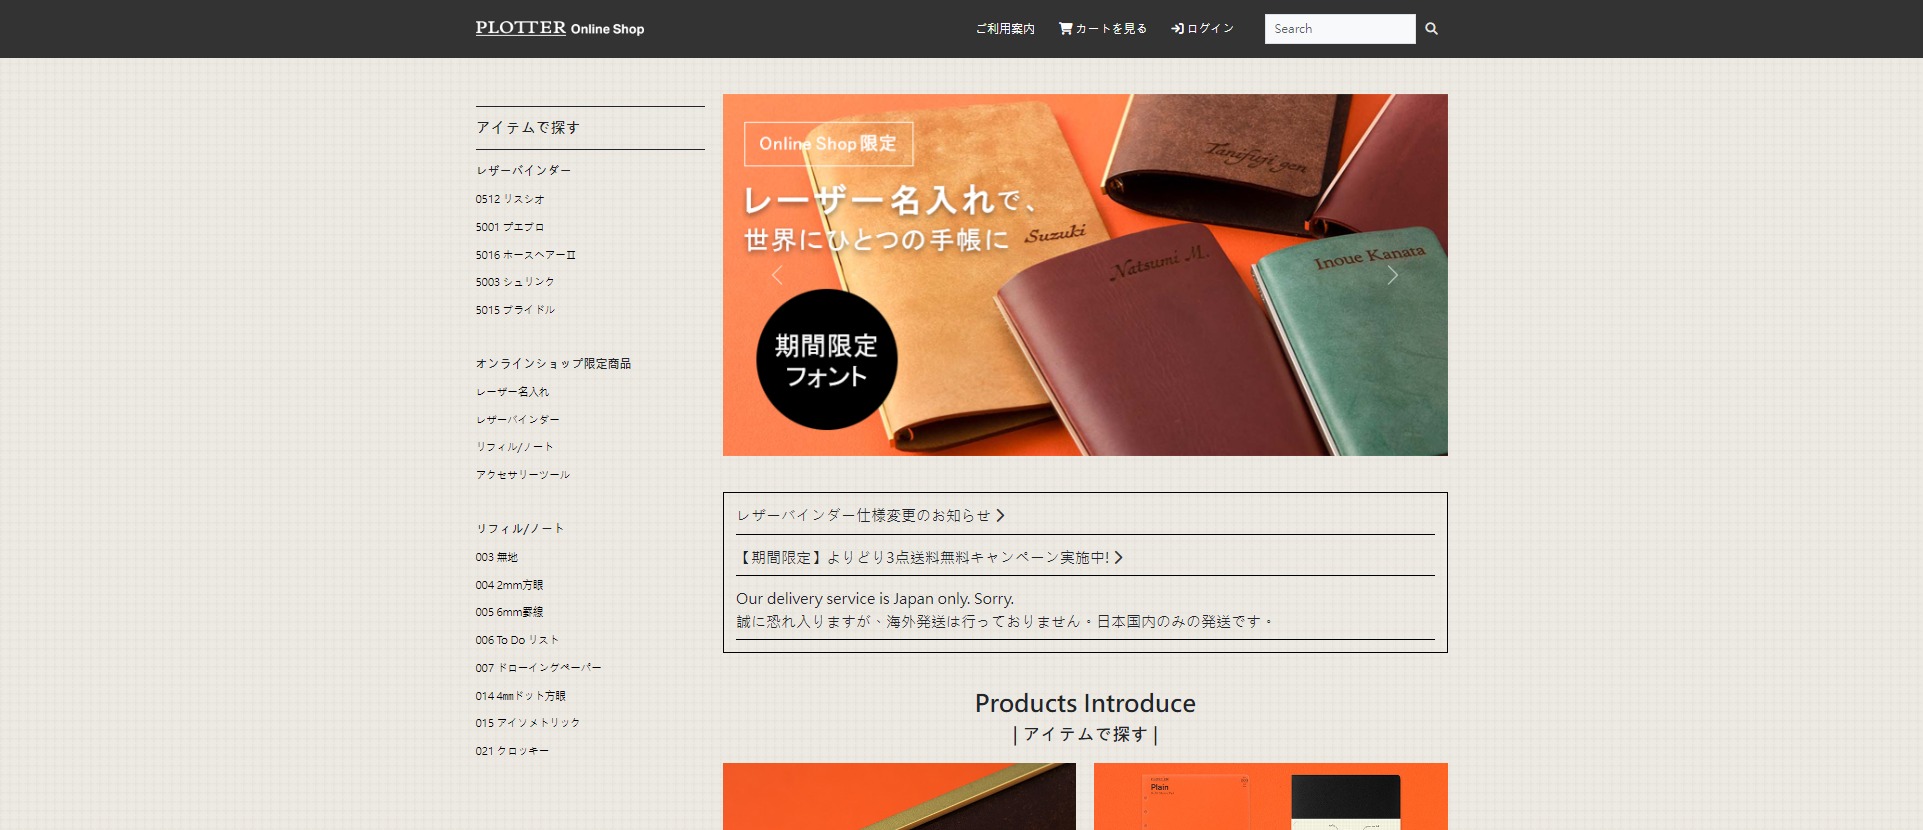 PLOTTER Online Shop
ご利用案内
カートを見る
ログイン
Search
アイテムで探す
レザーバインダー
0512 リスシオ
5001 プエブロ
5016 ホースヘアーⅡ
5003 シュリンク
5015 ブライドル
オンラインショップ限定商品
レーザー名入れ
レザーバインダー
リフィル/ノート
アクセサリーツール
リフィル/ノート
003 無地
004 2mm方眼
005 6mm罫線
006 To Do リスト
007 ドローイングペーパー
014 4㎜ドット方眼
015 アイソメトリック
021 クロッキー
Online Shop 限定
レーザー名入れで、
世界にひとつの手帳に
期間限定
フォント
Suzuki
Tanifuji gen
Natsumi M.
Inoue Kanata
レザーバインダー仕様変更のお知らせ
【期間限定】よりどり3点送料無料キャンペーン実施中!
Our delivery service is Japan only. Sorry.
誠に恐れ入りますが、海外発送は行っておりません。日本国内のみの発送です。
Products Introduce
| アイテムで探す |
Plain